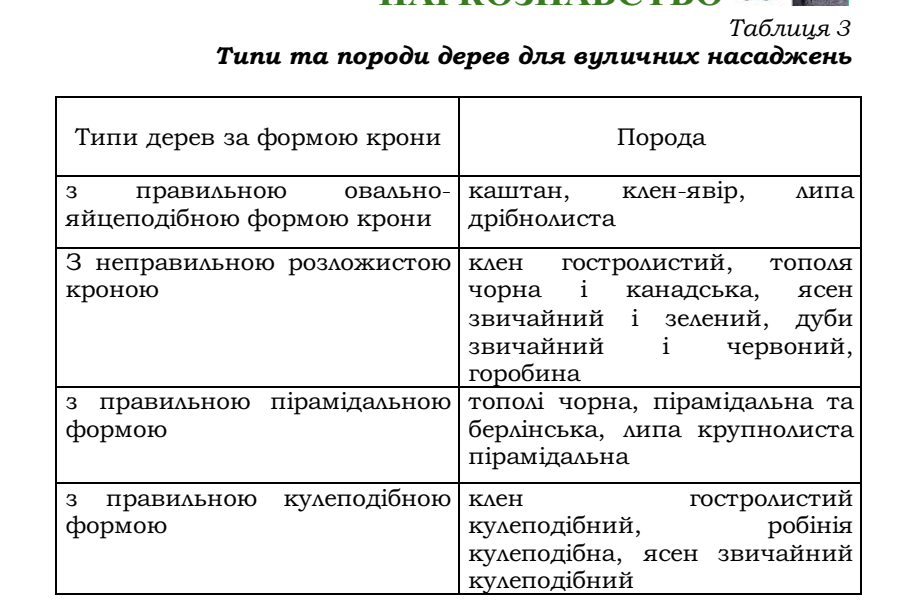 ПАРКОЗНАВСТВО
Таблиця 3
Типи та породи дерев для вуличних насаджень
Типи дерев за формою крони
Порода
з правильною овально-
яйцеподібною формою крони
каштан, клен-явір, липа
дрібнолиста
З неправильною розложистою
кроною
клен гостролистий, тополя
чорна і канадська, ясен
звичайний і зелений, дуби
звичайний і червоний,
горобина
з правильною пірамідальною
формою
тополі чорна, пірамідальна та
берлінська, липа крупнолиста
пірамідальна
з правильною кулеподібною
формою
клен гостролистий
кулеподібний, робінія
кулеподібна, ясен звичайний
кулеподібний